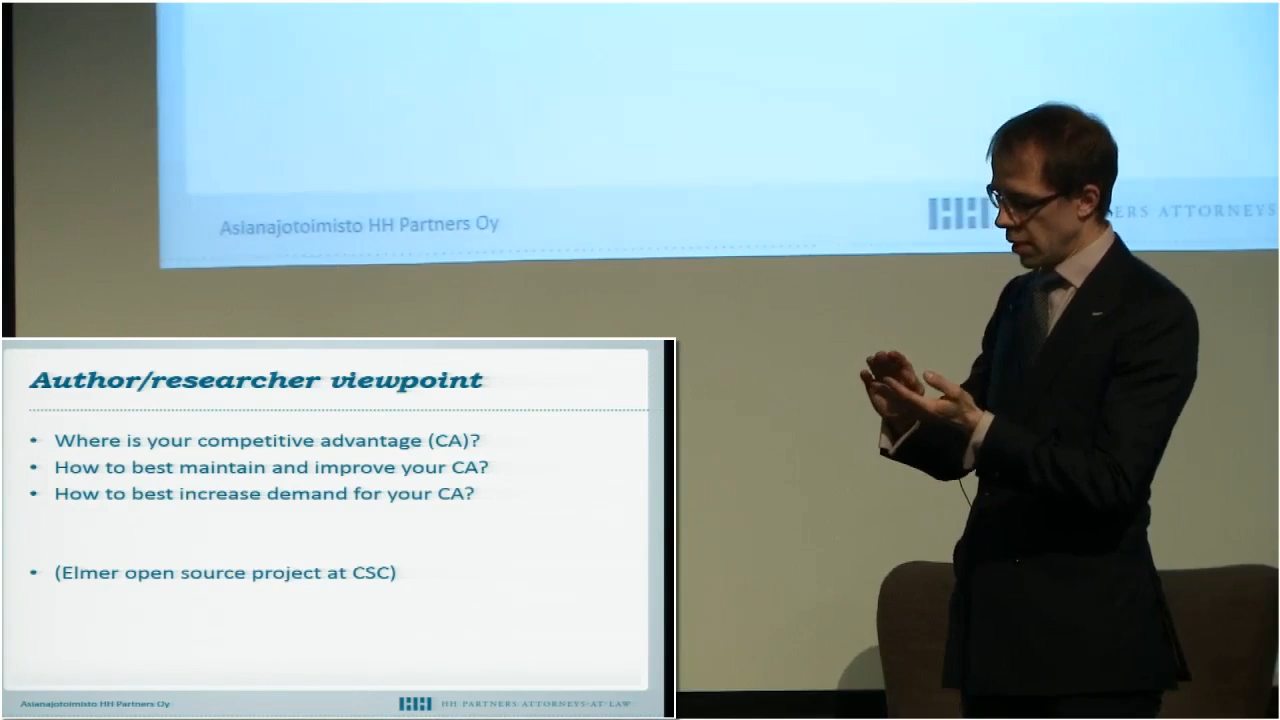 Asianajotoimisto HH Partners Oy
HH
ERS ATTORNEYS
Author/researcher viewpoint
• Where is your competitive advantage (CA)?
• How to best maintain and improve your CA?
• How to best increase demand for your CA?
• (Elmer open source project at CSC)
Asianajotoimisto HH Partners Oy
HH HH PARTNERS ATTORNEYS-AT-LAW